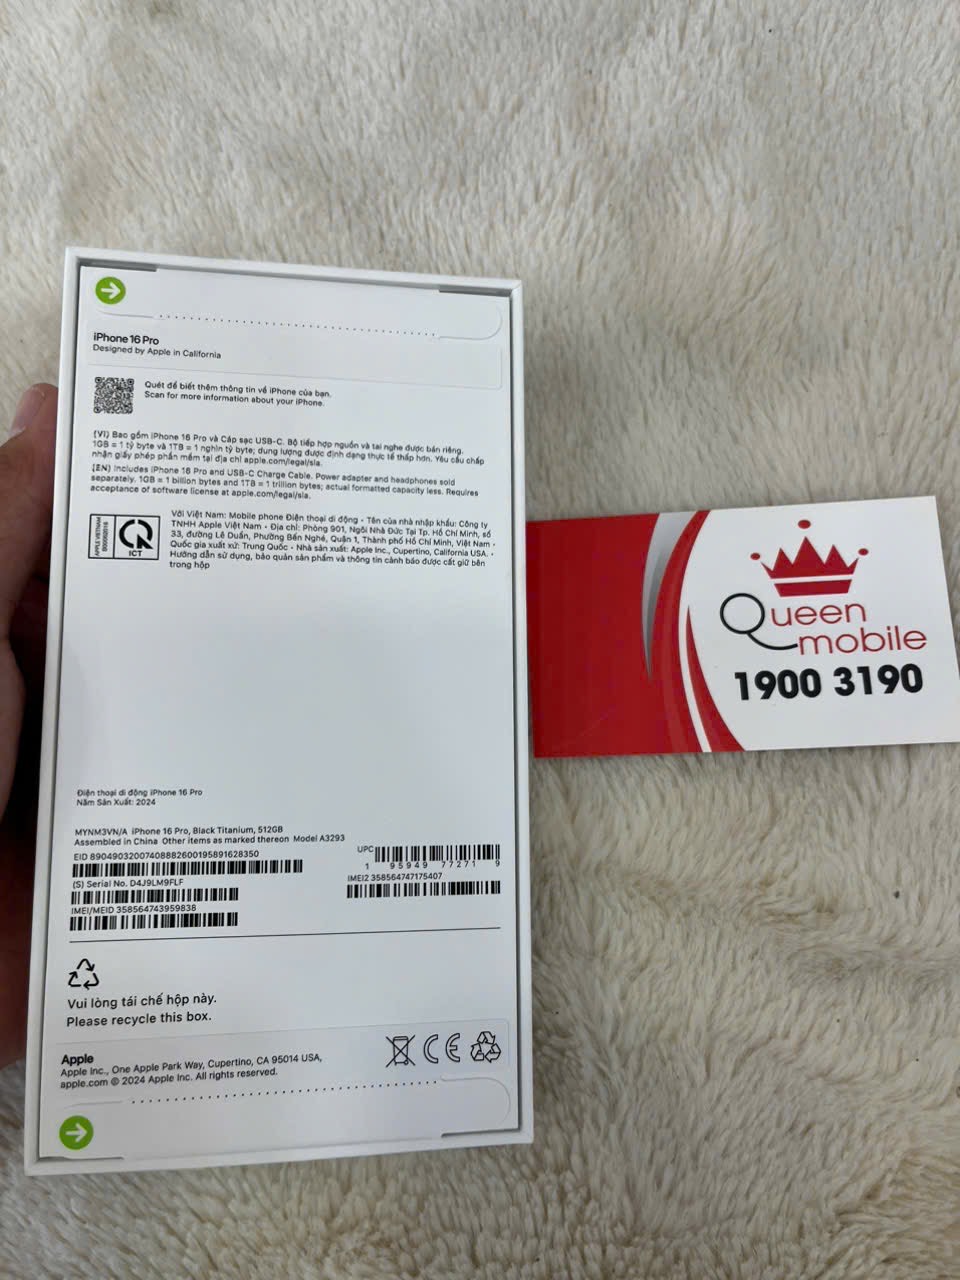 iPhone 16 Pro
Designed by Apple in California
Quét để biết thêm thông tin về iPhone của bạn.
Scan for more information about your iPhone.
(VI) Bao gồm iPhone 16 Pro và Cáp sạc USB-C. Bộ tiếp hợp nguồn và tai nghe được bán riêng.
1GB = 1 tỷ byte và 1TB = 1 nghìn tỷ byte; dung lượng được định dạng thực tế thấp hơn. Yêu cầu chấp
nhận giấy phép phần mềm tại địa chỉ apple.com/legal/sla.
(EN) Includes iPhone 16 Pro and USB-C Charge Cable. Power adapter and headphones sold
separately. 1GB = 1 billion bytes and 1TB = 1 trillion bytes; actual formatted capacity less. Requires
acceptance of software license at apple.com/legal/sla.
APPLE VIETNAM
ICT
Với Việt Nam: Mobile phone Điện thoại di động • Tên của nhà nhập khẩu: Công ty
TNHH Apple Việt Nam • Địa chỉ: Phòng 901, Ngôi Nhà Đức Tại Tp. Hồ Chí Minh, số
33, đường Lê Duẩn, Phường Bến Nghé, Quận 1, Thành phố Hồ Chí Minh, Việt Nam •
Quốc gia xuất xứ: Trung Quốc • Nhà sản xuất: Apple Inc., Cupertino, California USA. •
Hướng dẫn sử dụng, bảo quản sản phẩm và thông tin cảnh báo được cất giữ bên
trong hộp
Điện thoại di động iPhone 16 Pro
Năm Sản Xuất: 2024
MYNM3VN/A iPhone 16 Pro, Black Titanium, 512GB
Assembled in China Other items as marked thereon Model A3293
EID 89049032007408882600195891628350
UPC
1 95949 77271 9
(S) Serial No. D4J9LM9FLF
IMEI2 358564747175407
IMEI/MEID 358564743959838
Vui lòng tái chế hộp này.
Please recycle this box.
Apple
Apple Inc., One Apple Park Way, Cupertino, CA 95014 USA,
apple.com © 2024 Apple Inc. All rights reserved.
CE
Queen
mobile
1900 3190